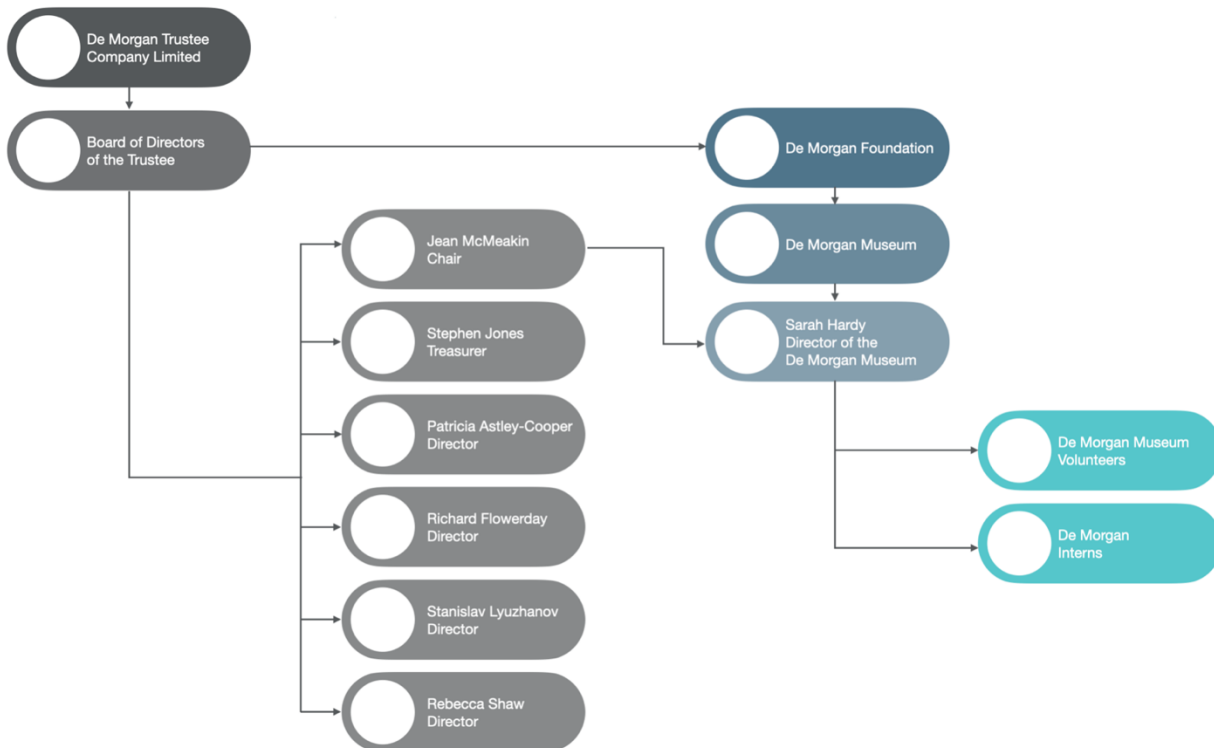 De Morgan Trustee
Company Limited
Board of Directors
of the Trustee
De Morgan Foundation
De Morgan Museum
Jean McMeakin
Chair
Sarah Hardy
Director of the
De Morgan Museum
Stephen Jones
Treasurer
Patricia Astley-Cooper
Director
De Morgan Museum
Volunteers
Richard Flowerday
Director
De Morgan
Interns
Stanislav Lyuzhanov
Director
Rebecca Shaw
Director